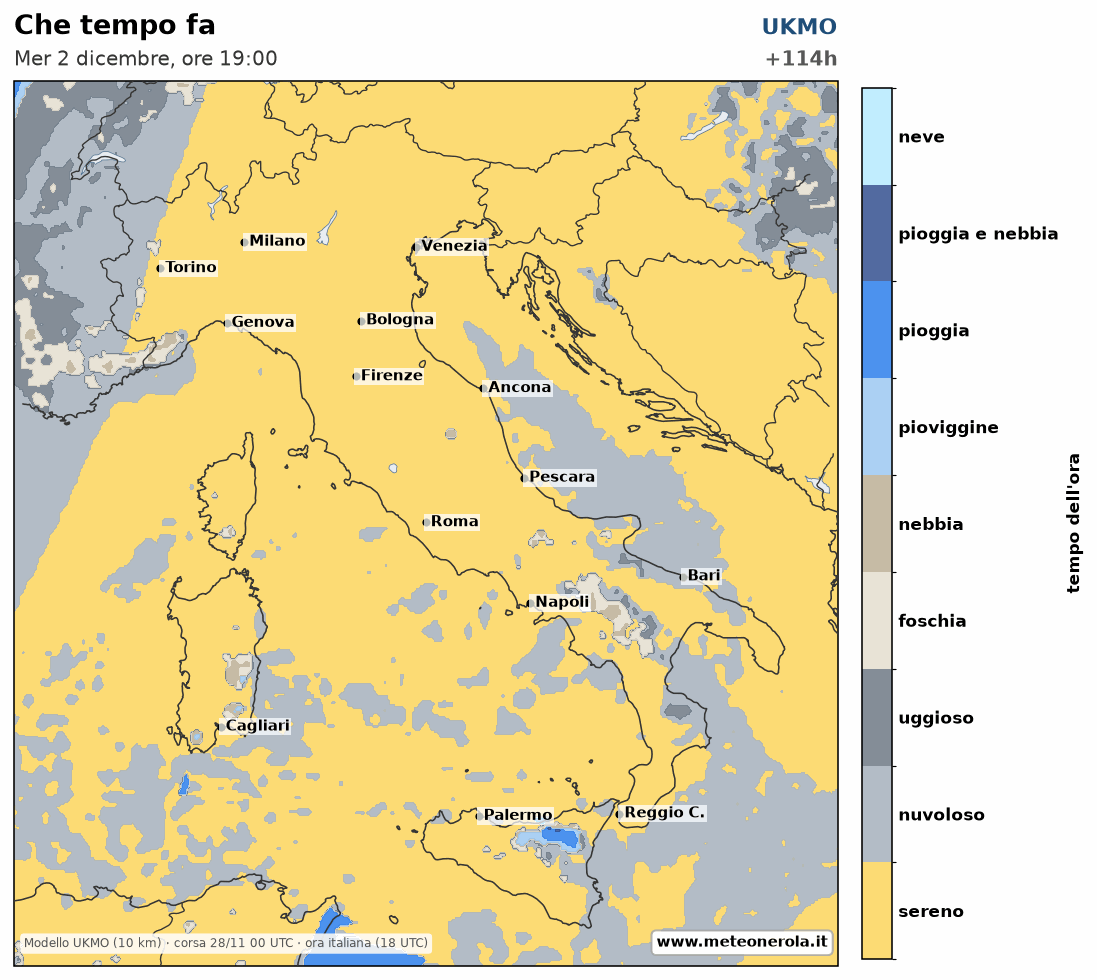 Che tempo fa
UKMO
Mer 2 dicembre, ore 19:00
+114h
neve
pioggia e nebbia
pioggia
pioviggine
nebbia
foschia
uggioso
nuvoloso
sereno
tempo dell'ora
Milano
Venezia
Torino
Genova
Bologna
Firenze
Ancona
Pescara
Roma
Bari
Napoli
Cagliari
Palermo
Reggio C.
Modello UKMO (10 km) · corsa 28/11 00 UTC · ora italiana (18 UTC)
www.meteonerola.it